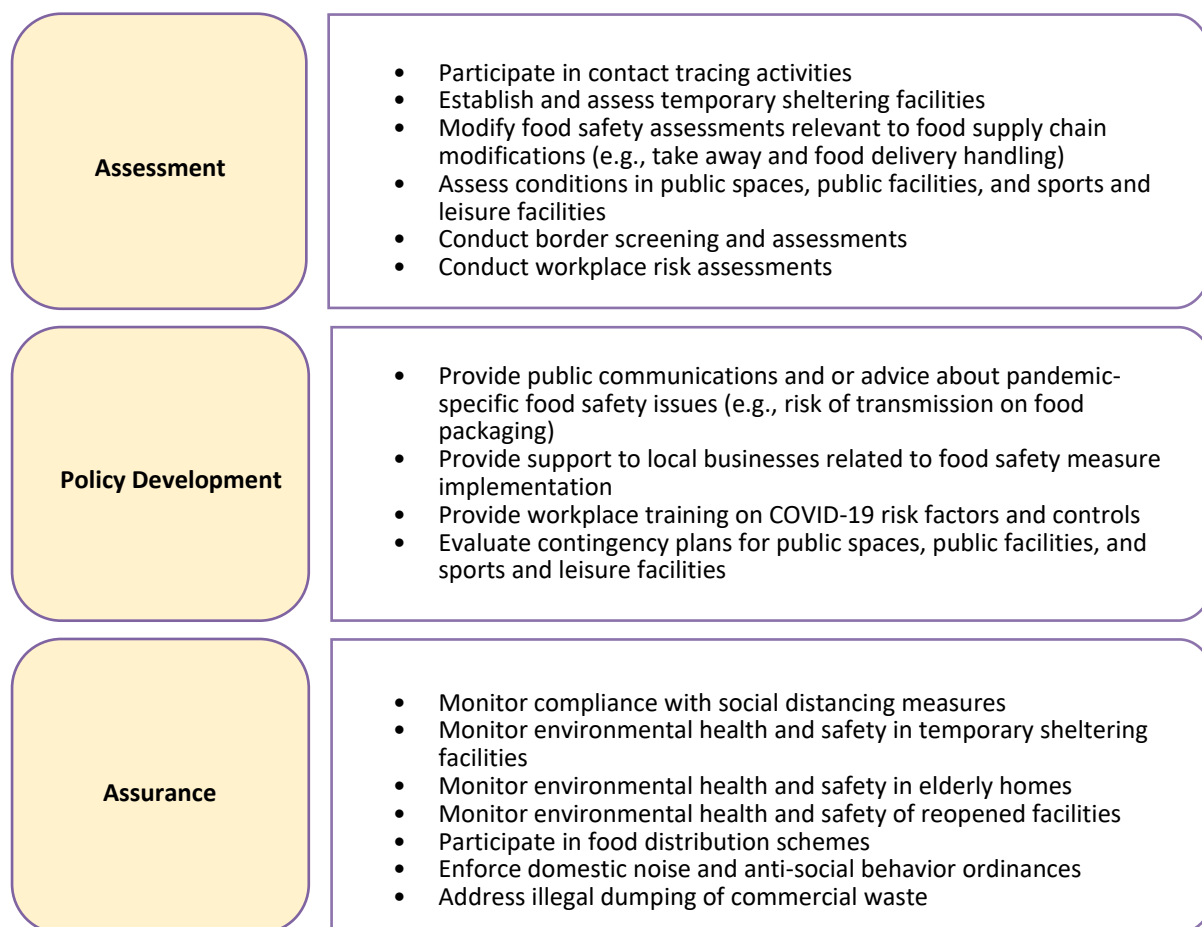 Assessment
• Participate in contact tracing activities
• Establish and assess temporary sheltering facilities
• Modify food safety assessments relevant to food supply chain
modifications (e.g., take away and food delivery handling)
• Assess conditions in public spaces, public facilities, and sports and
leisure facilities
• Conduct border screening and assessments
• Conduct workplace risk assessments
Policy Development
• Provide public communications and or advice about pandemic-
specific food safety issues (e.g., risk of transmission on food
packaging)
• Provide support to local businesses related to food safety measure
implementation
• Provide workplace training on COVID-19 risk factors and controls
• Evaluate contingency plans for public spaces, public facilities, and
sports and leisure facilities
Assurance
• Monitor compliance with social distancing measures
• Monitor environmental health and safety in temporary sheltering
facilities
• Monitor environmental health and safety in elderly homes
• Monitor environmental health and safety of reopened facilities
• Participate in food distribution schemes
• Enforce domestic noise and anti-social behavior ordinances
• Address illegal dumping of commercial waste